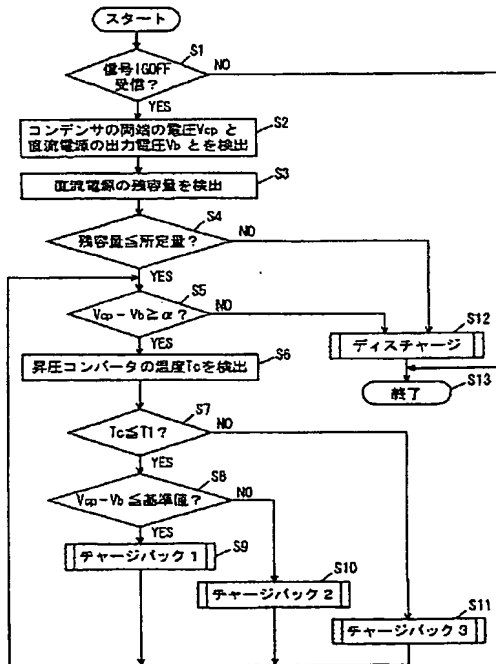 スタート
S1
信号IGOFF
受信?
NO
YES
コンデンサの両端の電圧Vcp と
直流電源の出力電圧Vb とを検出
S2
直流電源の残容量を検出
S3
S4
残容量≦所定量?
NO
YES
S5
Vcp-Vb≧α?
NO
YES
S12
ディスチャージ
昇圧コンバータの温度Tcを検出
S6
終了
S13
S7
Tc≦T1?
NO
YES
S8
Vcp-Vb≦基準値?
NO
YES
チャージバック1
S9
チャージバック2
S10
チャージバック3
S11